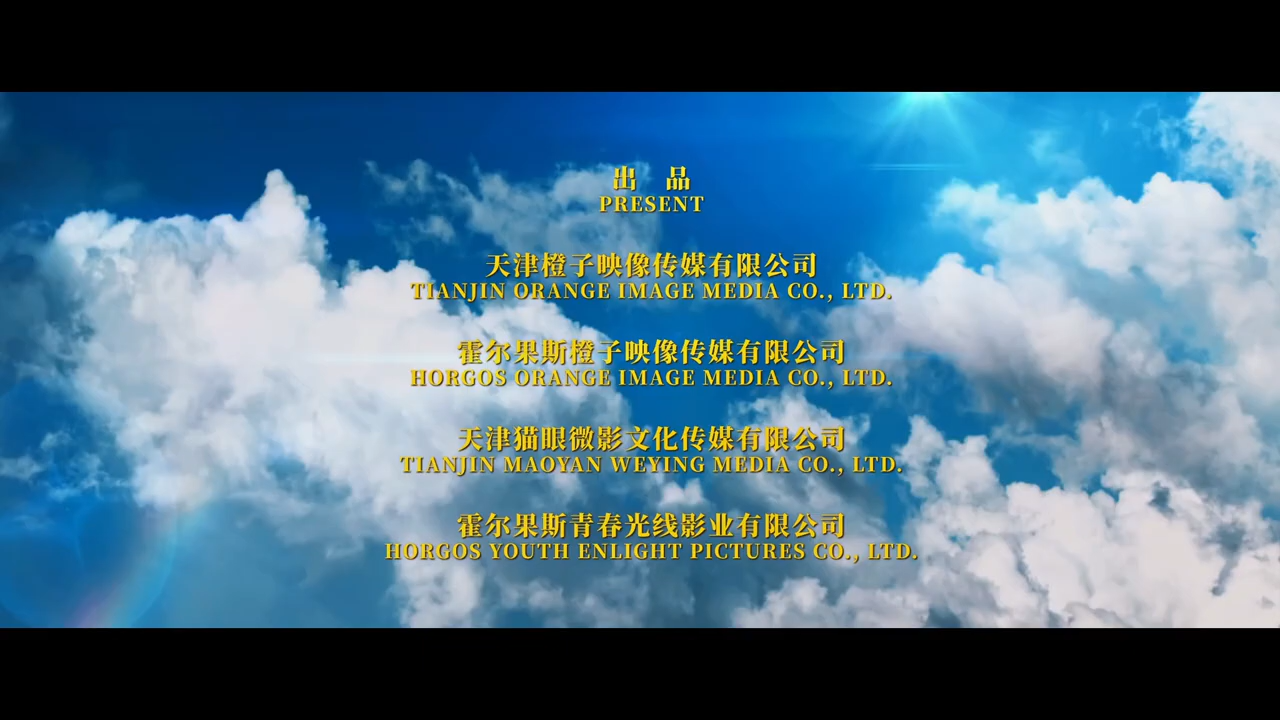 出 品
PRESENT
天津橙子映像传媒有限公司
TIANJIN ORANGE IMAGE MEDIA CO., LTD.
霍尔果斯橙子映像传媒有限公司
HORGOS ORANGE IMAGE MEDIA CO., LTD.
天津猫眼微影文化传媒有限公司
TIANJIN MAOYAN WEYING MEDIA CO., LTD.
霍尔果斯青春光线影业有限公司
HORGOS YOUTH ENLIGHT PICTURES CO., LTD.